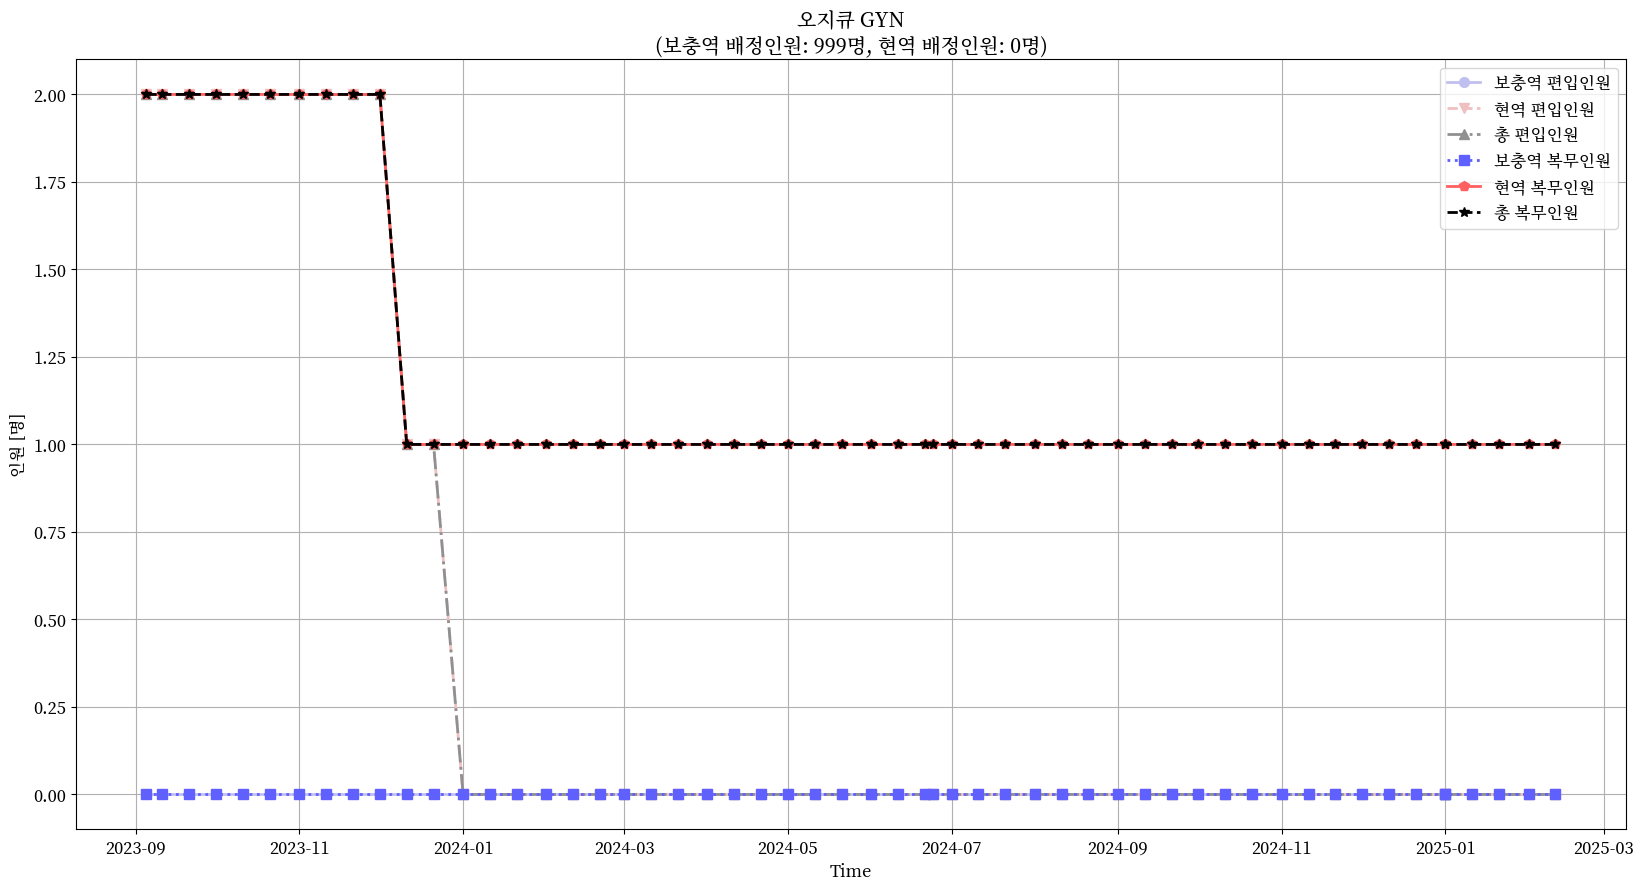 오지큐 GYN
(보충역 배정인원: 999명, 현역 배정인원: 0명)
보충역 편입인원
현역 편입인원
총 편입인원
보충역 복무인원
현역 복무인원
총 복무인원
인원 [명]
2.00
1.75
1.50
1.25
1.00
0.75
0.50
0.25
0.00
2023-09
2023-11
2024-01
2024-03
2024-05
2024-07
2024-09
2024-11
2025-01
2025-03
Time